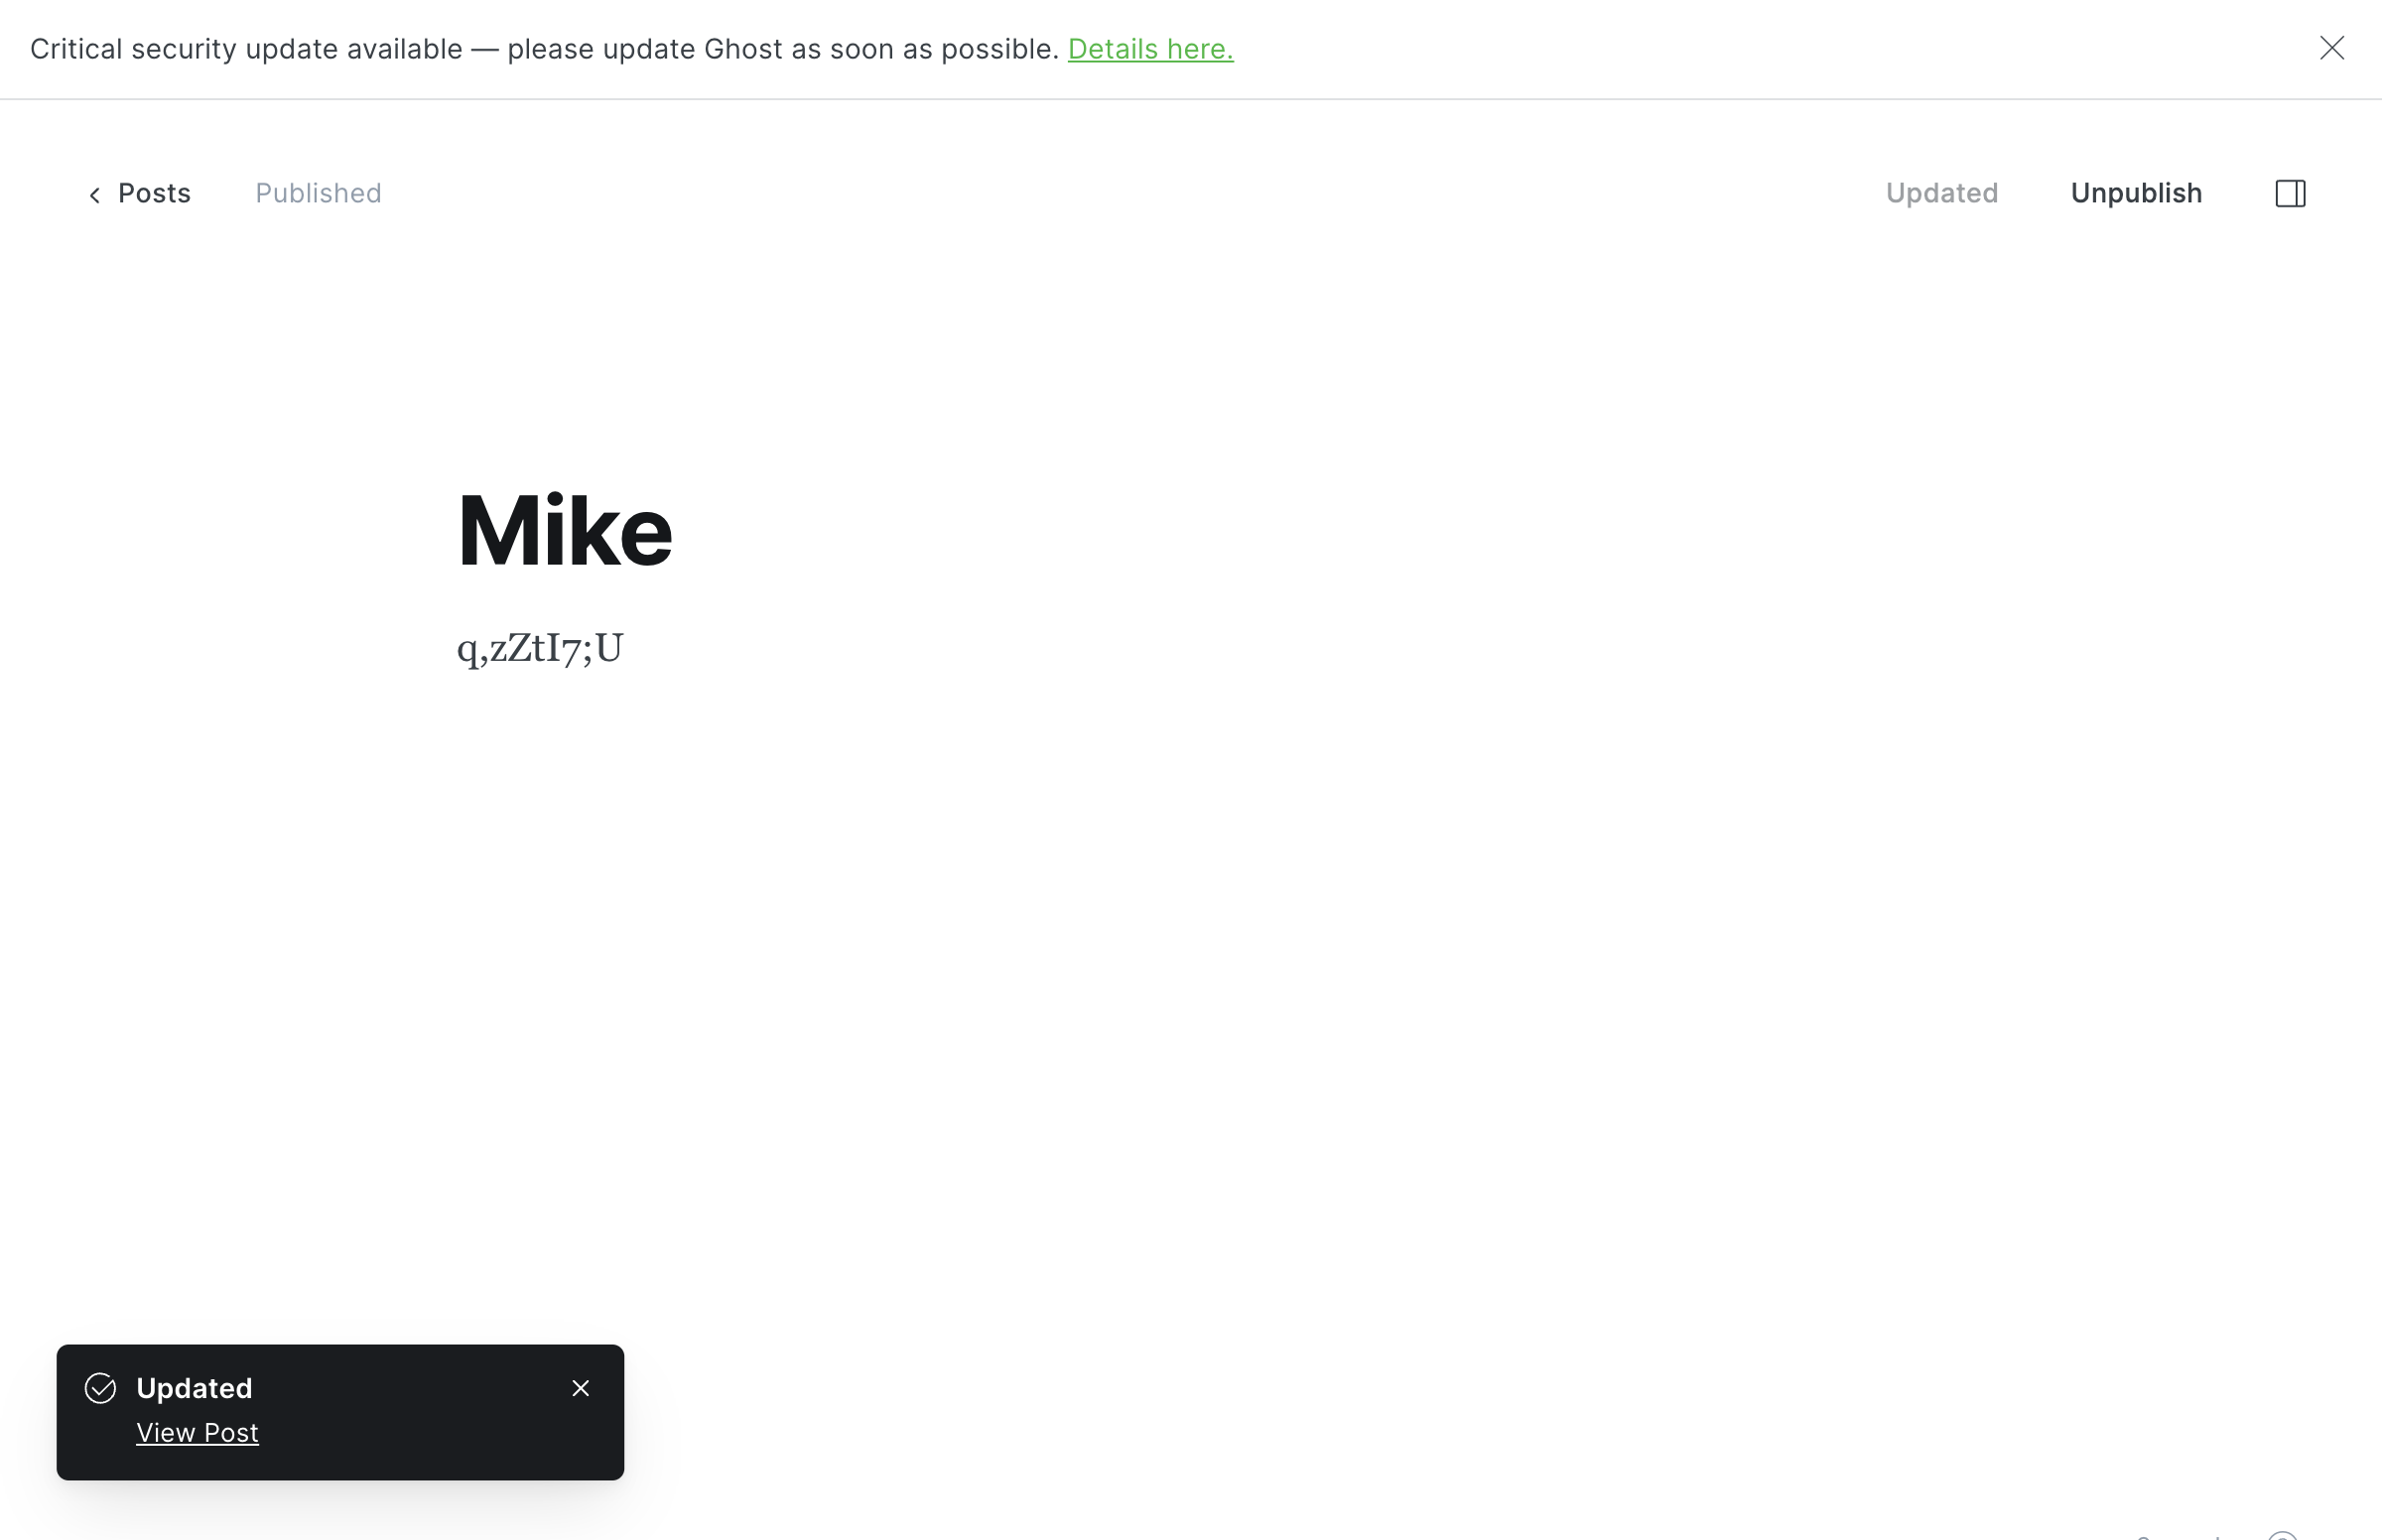 Critical security update available — please update Ghost as soon as possible. Details here.
Posts
Published
Updated
Unpublish
Mike
q,zZtI7;U
Updated
View Post